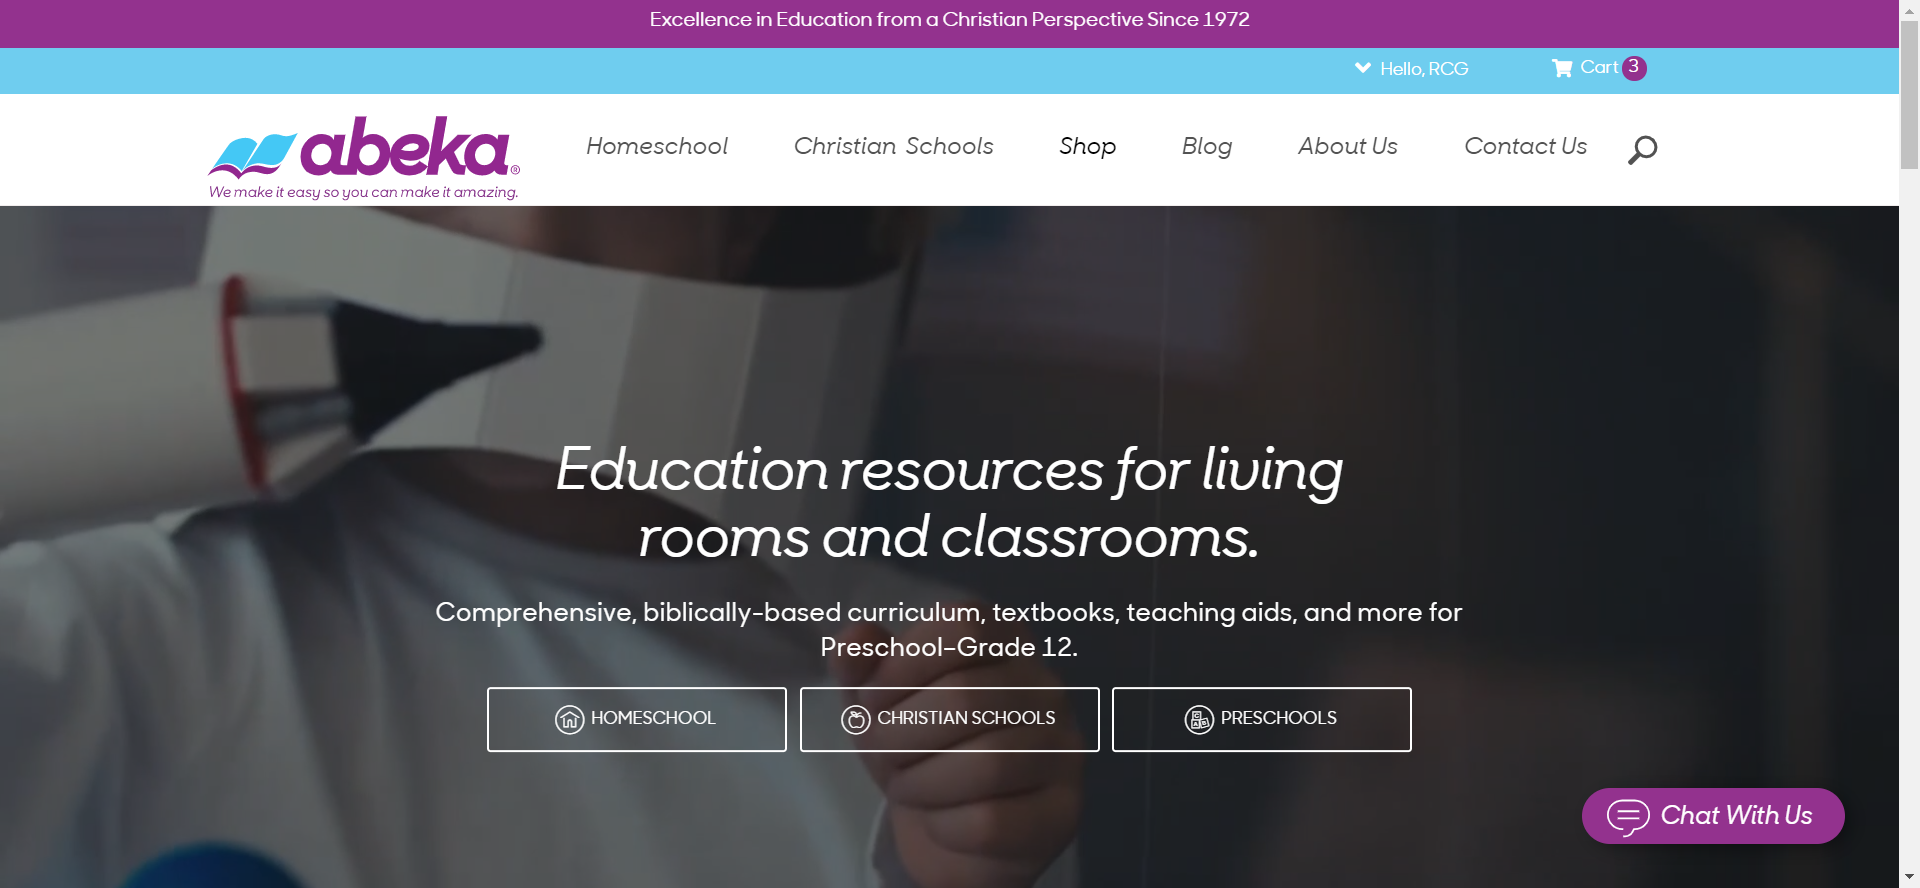 Excellence in Education from a Christian Perspective Since 1972
Hello, RCG
Cart 3
abeka®
We make it easy so you can make it amazing.
Homeschool
Christian Schools
Shop
Blog
About Us
Contact Us
Education resources for living
rooms and classrooms.
Comprehensive, biblically-based curriculum, textbooks, teaching aids, and more for
Preschool–Grade 12.
HOMESCHOOL
CHRISTIAN SCHOOLS
PRESCHOOLS
Chat With Us